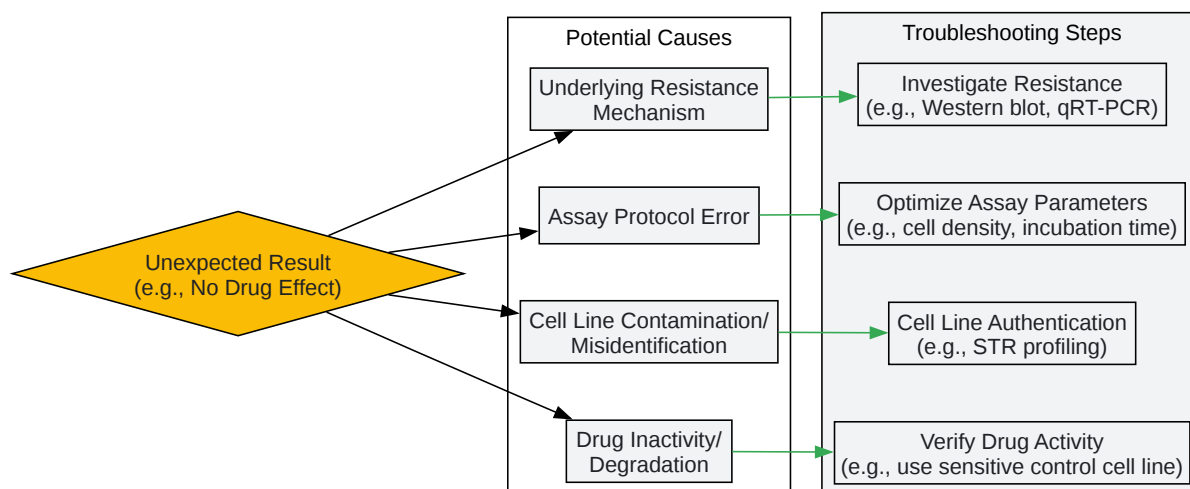 Potential Causes
Troubleshooting Steps
Underlying Resistance
Mechanism
Investigate Resistance
(e.g., Western blot, qRT-PCR)
Assay Protocol Error
Optimize Assay Parameters
(e.g., cell density, incubation time)
Unexpected Result
(e.g., No Drug Effect)
Cell Line Contamination/
Misidentification
Cell Line Authentication
(e.g., STR profiling)
Drug Inactivity/
Degradation
Verify Drug Activity
(e.g., use sensitive control cell line)